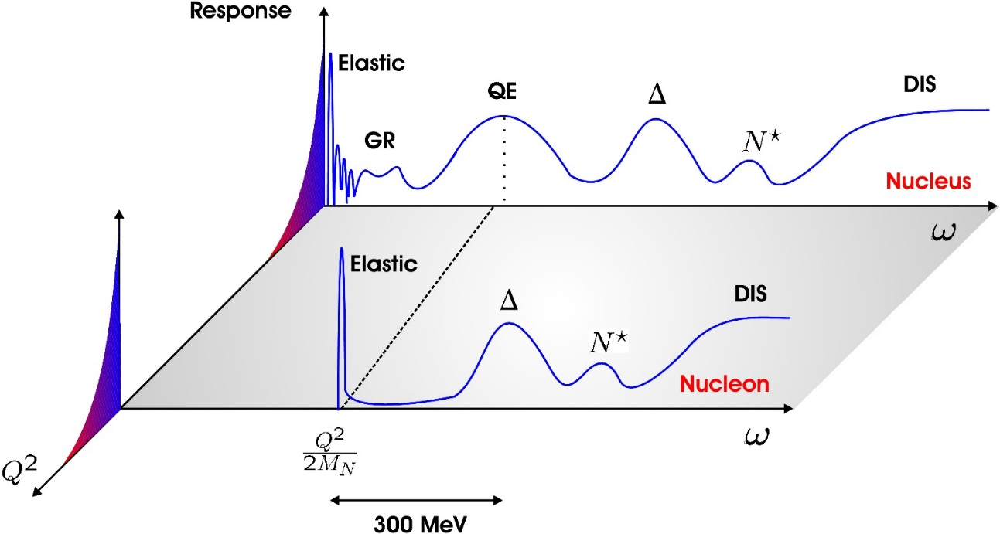 Response
Elastic
GR
QE
Δ
N⋆
DIS
Nucleus
ω
Elastic
Δ
N⋆
DIS
Nucleon
ω
Q²
Q²
2M_N
300 MeV